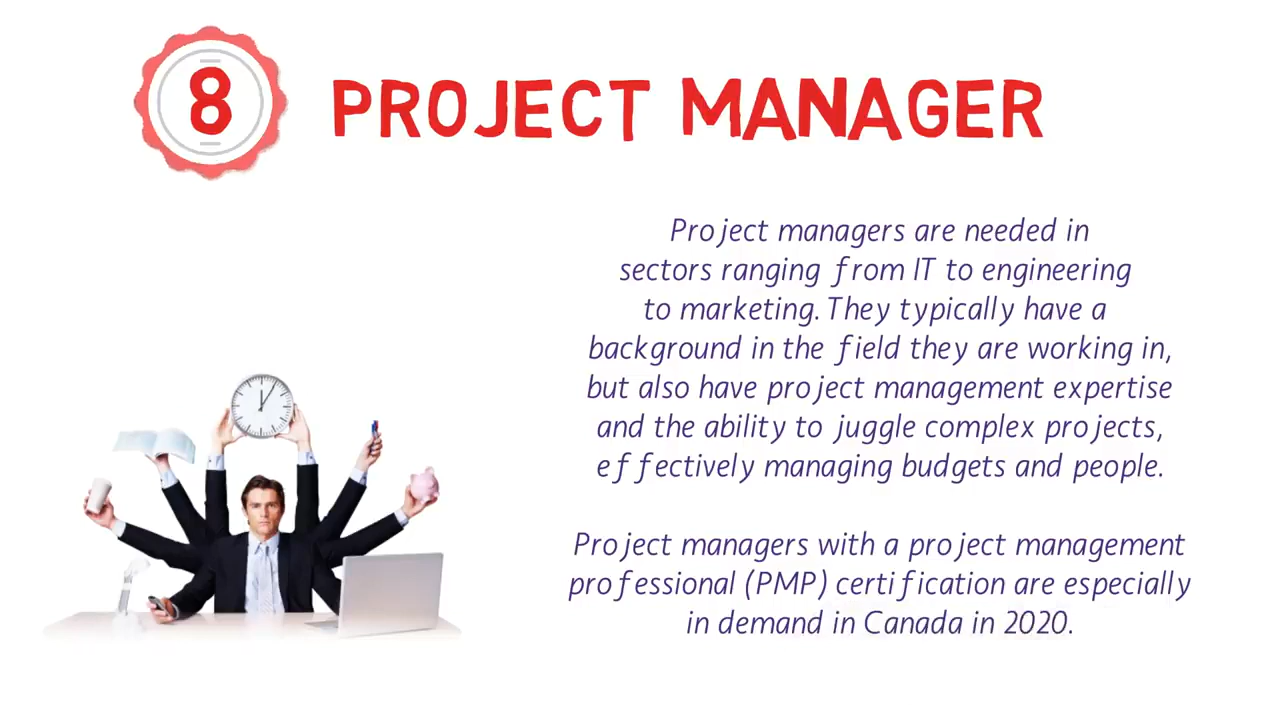 8 PROJECT MANAGER
Project managers are needed in
sectors ranging from IT to engineering
to marketing. They typically have a
background in the field they are working in,
but also have project management expertise
and the ability to juggle complex projects,
effectively managing budgets and people.
Project managers with a project management
professional (PMP) certification are especially
in demand in Canada in 2020.